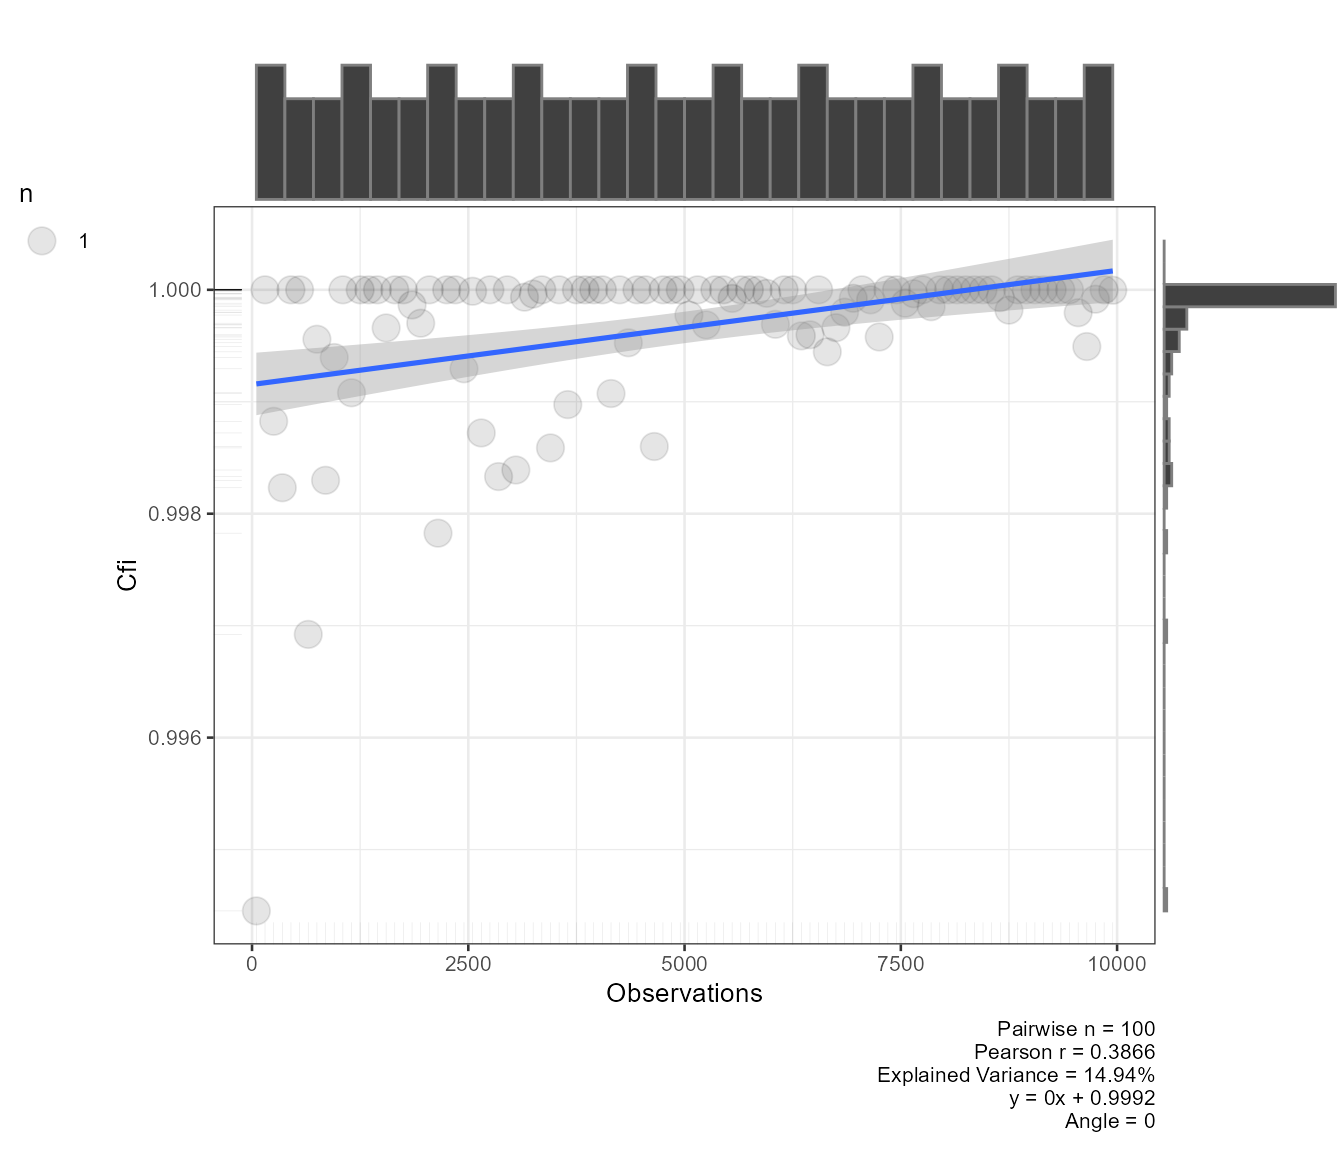 n
1
1.000
0.998
0.996
Cfi
0
2500
5000
7500
10000
Observations
Pairwise n = 100
Pearson r = 0.3866
Explained Variance = 14.94%
y = 0x + 0.9992
Angle = 0